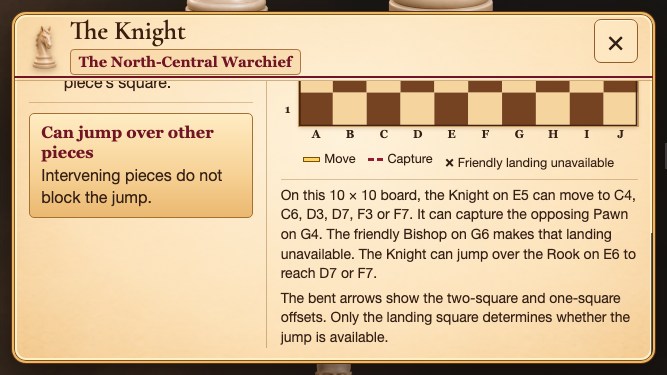 The Knight
The North-Central Warchief
×
piece's square.
Can jump over other
pieces
Intervening pieces do not
block the jump.
1
A B C D E F G H I J
Move Capture × Friendly landing unavailable
On this 10 × 10 board, the Knight on E5 can move to C4,
C6, D3, D7, F3 or F7. It can capture the opposing Pawn
on G4. The friendly Bishop on G6 makes that landing
unavailable. The Knight can jump over the Rook on E6 to
reach D7 or F7.
The bent arrows show the two-square and one-square
offsets. Only the landing square determines whether the
jump is available.